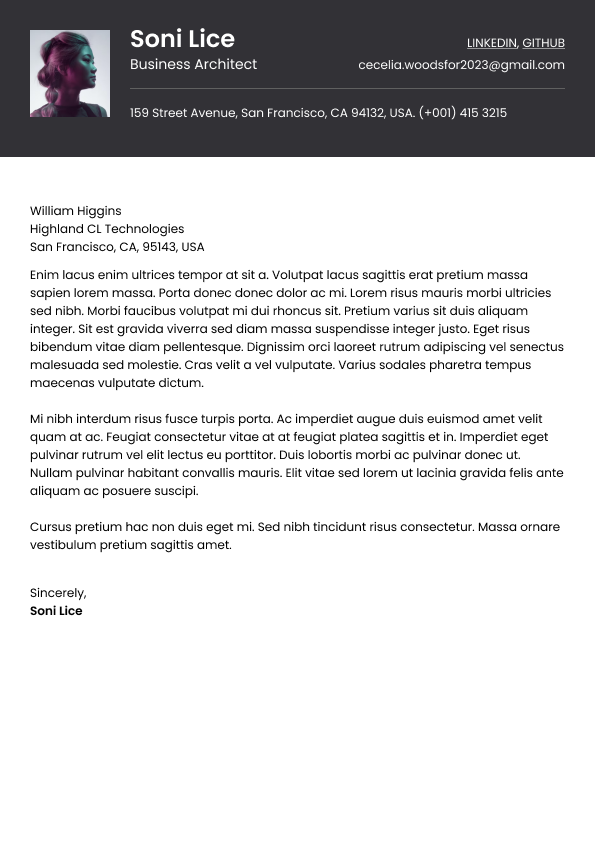 Soni Lice
Business Architect
LINKEDIN, GITHUB
cecelia.woodsfor2023@gmail.com
159 Street Avenue, San Francisco, CA 94132, USA. (+001) 415 3215
William Higgins
Highland CL Technologies
San Francisco, CA, 95143, USA
Enim lacus enim ultrices tempor at sit a. Volutpat lacus sagittis erat pretium massa
sapien lorem massa. Porta donec donec dolor ac mi. Lorem risus mauris morbi ultricies
sed nibh. Morbi faucibus volutpat mi dui rhoncus sit. Pretium varius sit duis aliquam
integer. Sit est gravida viverra sed diam massa suspendisse integer justo. Eget risus
bibendum vitae diam pellentesque. Dignissim orci laoreet rutrum adipiscing vel senectus
malesuada sed molestie. Cras velit a vel vulputate. Varius sodales pharetra tempus
maecenas vulputate dictum.
Mi nibh interdum risus fusce turpis porta. Ac imperdiet augue duis euismod amet velit
quam at ac. Feugiat consectetur vitae at at feugiat platea sagittis et in. Imperdiet eget
pulvinar rutrum vel elit lectus eu porttitor. Duis lobortis morbi ac pulvinar donec ut.
Nullam pulvinar habitant convallis mauris. Elit vitae sed lorem ut lacinia gravida felis ante
aliquam ac posuere suscipi.
Cursus pretium hac non duis eget mi. Sed nibh tincidunt risus consectetur. Massa ornare
vestibulum pretium sagittis amet.
Sincerely,
Soni Lice